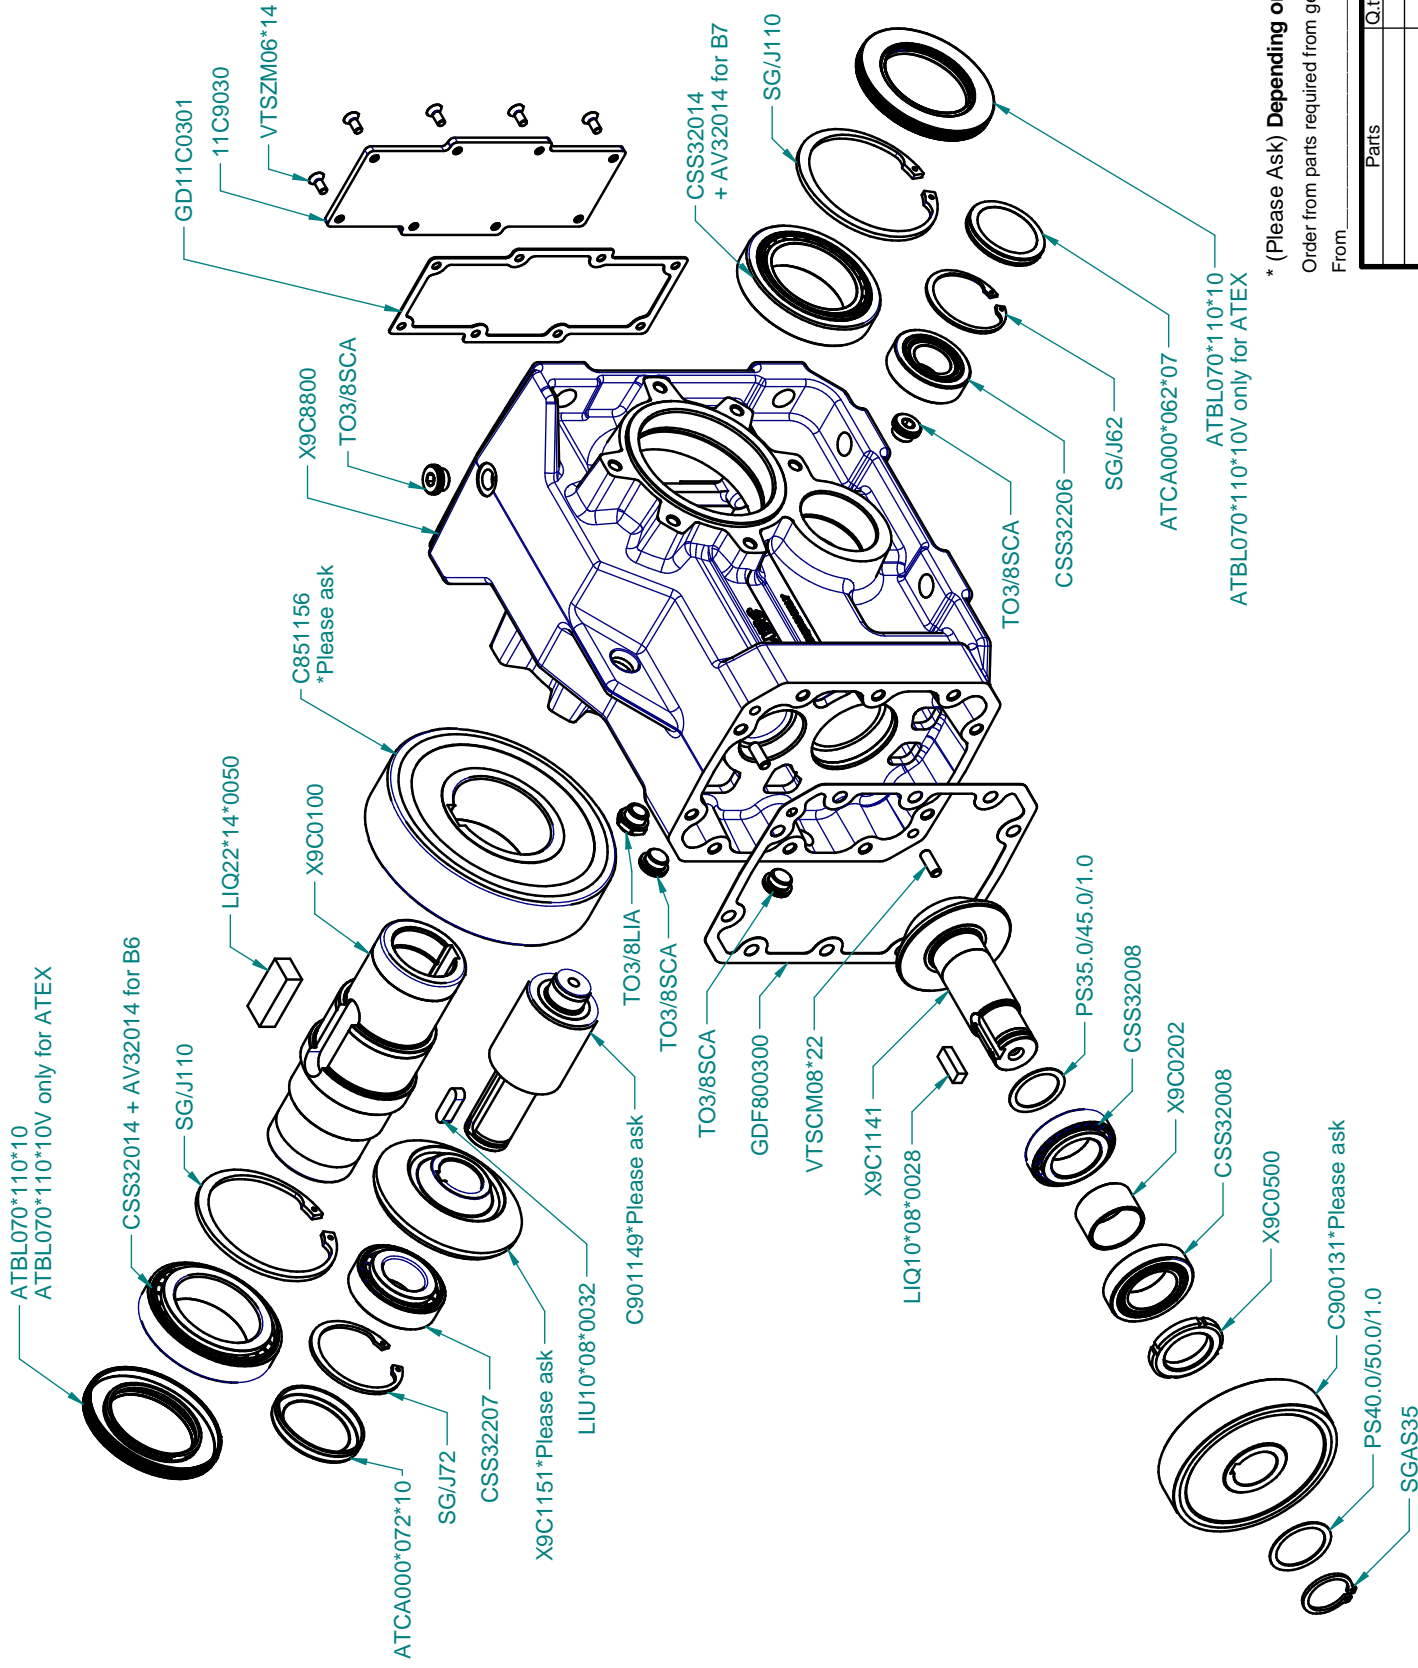 ATBL070*110*10
ATBL070*110*10V only for ATEX
CSS32014 + AV32014 for B6
SG/J110
LIQ22*14*0050
X9C0100
C851156
*Please ask
X9C8800
TO3/8SCA
GD11C0301
11C9030
VTSZM06*14
ATCA000*072*10
SG/J72
CSS32207
X9C1151*Please ask
LIU10*08*0032
C901149*Please ask
TO3/8LIA
TO3/8SCA
TO3/8SCA
GDF800300
VTSCM08*22
X9C1141
LIQ10*08*0028
PS35.0/45.0/1.0
CSS32008
X9C0202
CSS32008
X9C0500
C900131*Please ask
PS40.0/50.0/1.0
SGAS35
CSS32014
+ AV32014 for B7
SG/J110
TO3/8SCA
CSS32206
SG/J62
ATCA00*062*07
ATBL070*110*10
ATBL070*110*10V only for ATEX
* (Please Ask) Depending
Order from parts required from
From
Parts